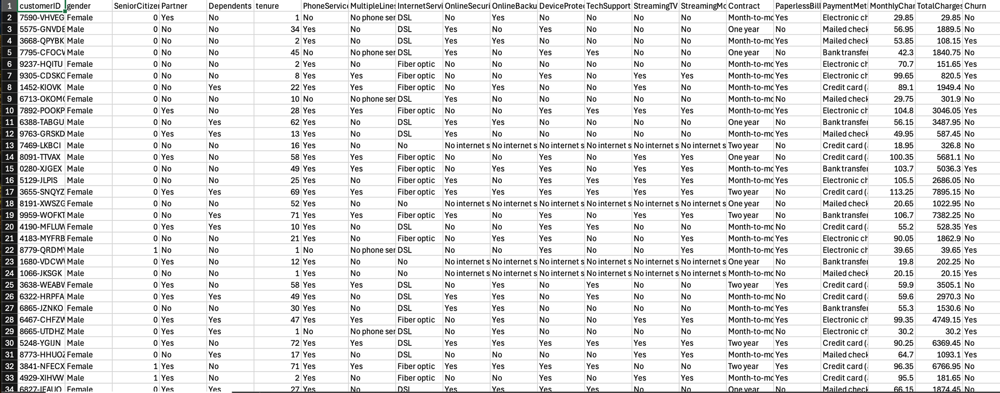 1 customerID gender SeniorCitizen Partner Dependents tenure PhoneService MultipleLines InternetServi OnlineSecuri OnlineBacku DeviceProtec TechSupport StreamingTV StreamingMo Contract PaperlessBill PaymentMet MonthlyChar TotalCharges Churn
2 7590-VHVEG Female 0 Yes No 1 No No phone ser DSL No Yes No No No No Month-to-mo Yes Electronic ch 29.85 29.85 No
3 5575-GNVDE Male 0 No No 34 Yes No DSL Yes No Yes No No No One year No Mailed check 56.95 1889.5 No
4 3668-QPYBK Male 0 No No 2 Yes No DSL Yes Yes No No No No Month-to-mo Yes Mailed check 53.85 108.15 Yes
5 7795-CFOCW Male 0 No No 45 No No phone ser DSL Yes No Yes Yes No No One year No Bank transfer 42.3 1840.75 No
6 9237-HQITU Female 0 No No 2 Yes No Fiber optic No No No No No No Month-to-mo Yes Electronic ch 70.7 151.65 Yes
7 9305-CDSKC Female 0 No No 8 Yes Yes Fiber optic No No Yes No Yes Yes Month-to-mo Yes Electronic ch 99.65 820.5 Yes
8 1452-KIOVK Male 0 No Yes 22 Yes Yes Fiber optic No Yes No No Yes No Month-to-mo Yes Credit card ( 89.1 1949.4 No
9 6713-OKOMC Female 0 No No 10 No No phone ser DSL Yes No No No No No Month-to-mo No Mailed check 29.75 301.9 No
10 7892-POOKP Female 0 Yes No 28 Yes Yes Fiber optic No No Yes Yes Yes Yes Month-to-mo Yes Electronic ch 104.8 3046.05 Yes
11 6388-TABGU Male 0 No Yes 62 Yes No DSL Yes Yes No No No No One year No Bank transfer 56.15 3487.95 No
12 9763-GRSKD Male 0 Yes Yes 13 Yes No DSL Yes No No No No No Month-to-mo Yes Mailed check 49.95 587.45 No
13 7469-LKBCI Male 0 No No 16 Yes No No No internet s No internet s No internet s No internet s No internet s No internet s Two year No Credit card ( 18.95 326.8 No
14 8091-TTVAX Male 0 Yes No 58 Yes Yes Fiber optic No No Yes No Yes Yes One year No Credit card ( 100.35 5681.1 No
15 0280-XJGEX Male 0 No No 49 Yes Yes Fiber optic No Yes Yes No Yes Yes Month-to-mo Yes Bank transfer 103.7 5036.3 Yes
16 5129-JLPIS Male 0 No No 25 Yes No Fiber optic Yes No Yes Yes Yes Yes Month-to-mo Yes Electronic ch 105.5 2686.05 No
17 3655-SNQYZ Female 0 Yes Yes 69 Yes Yes Fiber optic Yes Yes Yes Yes Yes Yes Two year No Credit card ( 113.25 7895.15 No
18 8191-XWSZG Female 0 No No 52 Yes No No No internet s No internet s No internet s No internet s No internet s No internet s One year No Mailed check 20.65 1022.95 No
19 9959-WOFKT Male 0 No Yes 71 Yes Yes Fiber optic Yes No Yes No Yes Yes Two year No Bank transfer 106.7 7382.25 No
20 4190-MFLUW Female 0 Yes Yes 10 Yes No DSL No No Yes Yes No No Month-to-mo No Credit card ( 55.2 528.35 Yes
21 4183-MYFRB Female 0 No No 21 Yes No Fiber optic No Yes Yes No No Yes Month-to-mo Yes Electronic ch 90.05 1862.9 No
22 8779-QRDMV Male 1 No No 1 No No phone ser DSL No No Yes No No Yes Month-to-mo Yes Electronic ch 39.65 39.65 Yes
23 1680-VDCWW Male 0 Yes No 12 Yes No No No internet s No internet s No internet s No internet s No internet s No internet s One year No Bank transfer 19.8 202.25 No
24 1066-JKSGK Male 0 No No 1 Yes No No No internet s No internet s No internet s No internet s No internet s No internet s Month-to-mo No Mailed check 20.15 20.15 Yes
25 3638-WEABW Female 0 Yes No 58 Yes Yes DSL No Yes No Yes No No Two year Yes Credit card ( 59.9 3505.1 No
26 6322-HRPFA Male 0 Yes Yes 49 Yes No DSL Yes Yes No Yes No No Month-to-mo No Credit card ( 59.6 2970.3 No
27 6865-JZNKO Female 0 No No 30 Yes No DSL Yes Yes No No No No Month-to-mo Yes Bank transfer 55.3 1530.6 No
28 6467-CHFZW Male 0 Yes Yes 47 Yes Yes Fiber optic No Yes No No Yes Yes Month-to-mo Yes Electronic ch 99.35 4749.15 Yes
29 8665-UTDHZ Male 0 Yes Yes 1 No No phone ser DSL No Yes No No No No Month-to-mo No Electronic ch 30.2 30.2 Yes
30 5248-YGIJN Male 0 Yes No 72 Yes Yes DSL Yes Yes Yes Yes Yes Yes Two year Yes Credit card ( 90.25 6369.45 No
31 8773-HHUOZ Female 0 No Yes 17 Yes No DSL No No No No Yes Yes Month-to-mo Yes Mailed check 64.7 1093.1 Yes
32 3841-NFECX Female 1 Yes No 71 Yes Yes Fiber optic Yes Yes Yes Yes No No Two year Yes Credit card ( 96.35 6766.95 No
33 4929-XIHVW Male 1 Yes No 2 Yes No Fiber optic No No Yes No Yes Yes Month-to-mo Yes Credit card ( 95.5 181.65 No
34 6827-IEAUQ Female 0 Yes Yes 27 Yes No DSL Yes Yes Yes Yes No No One year No Mailed check 66.15 1874.45 No